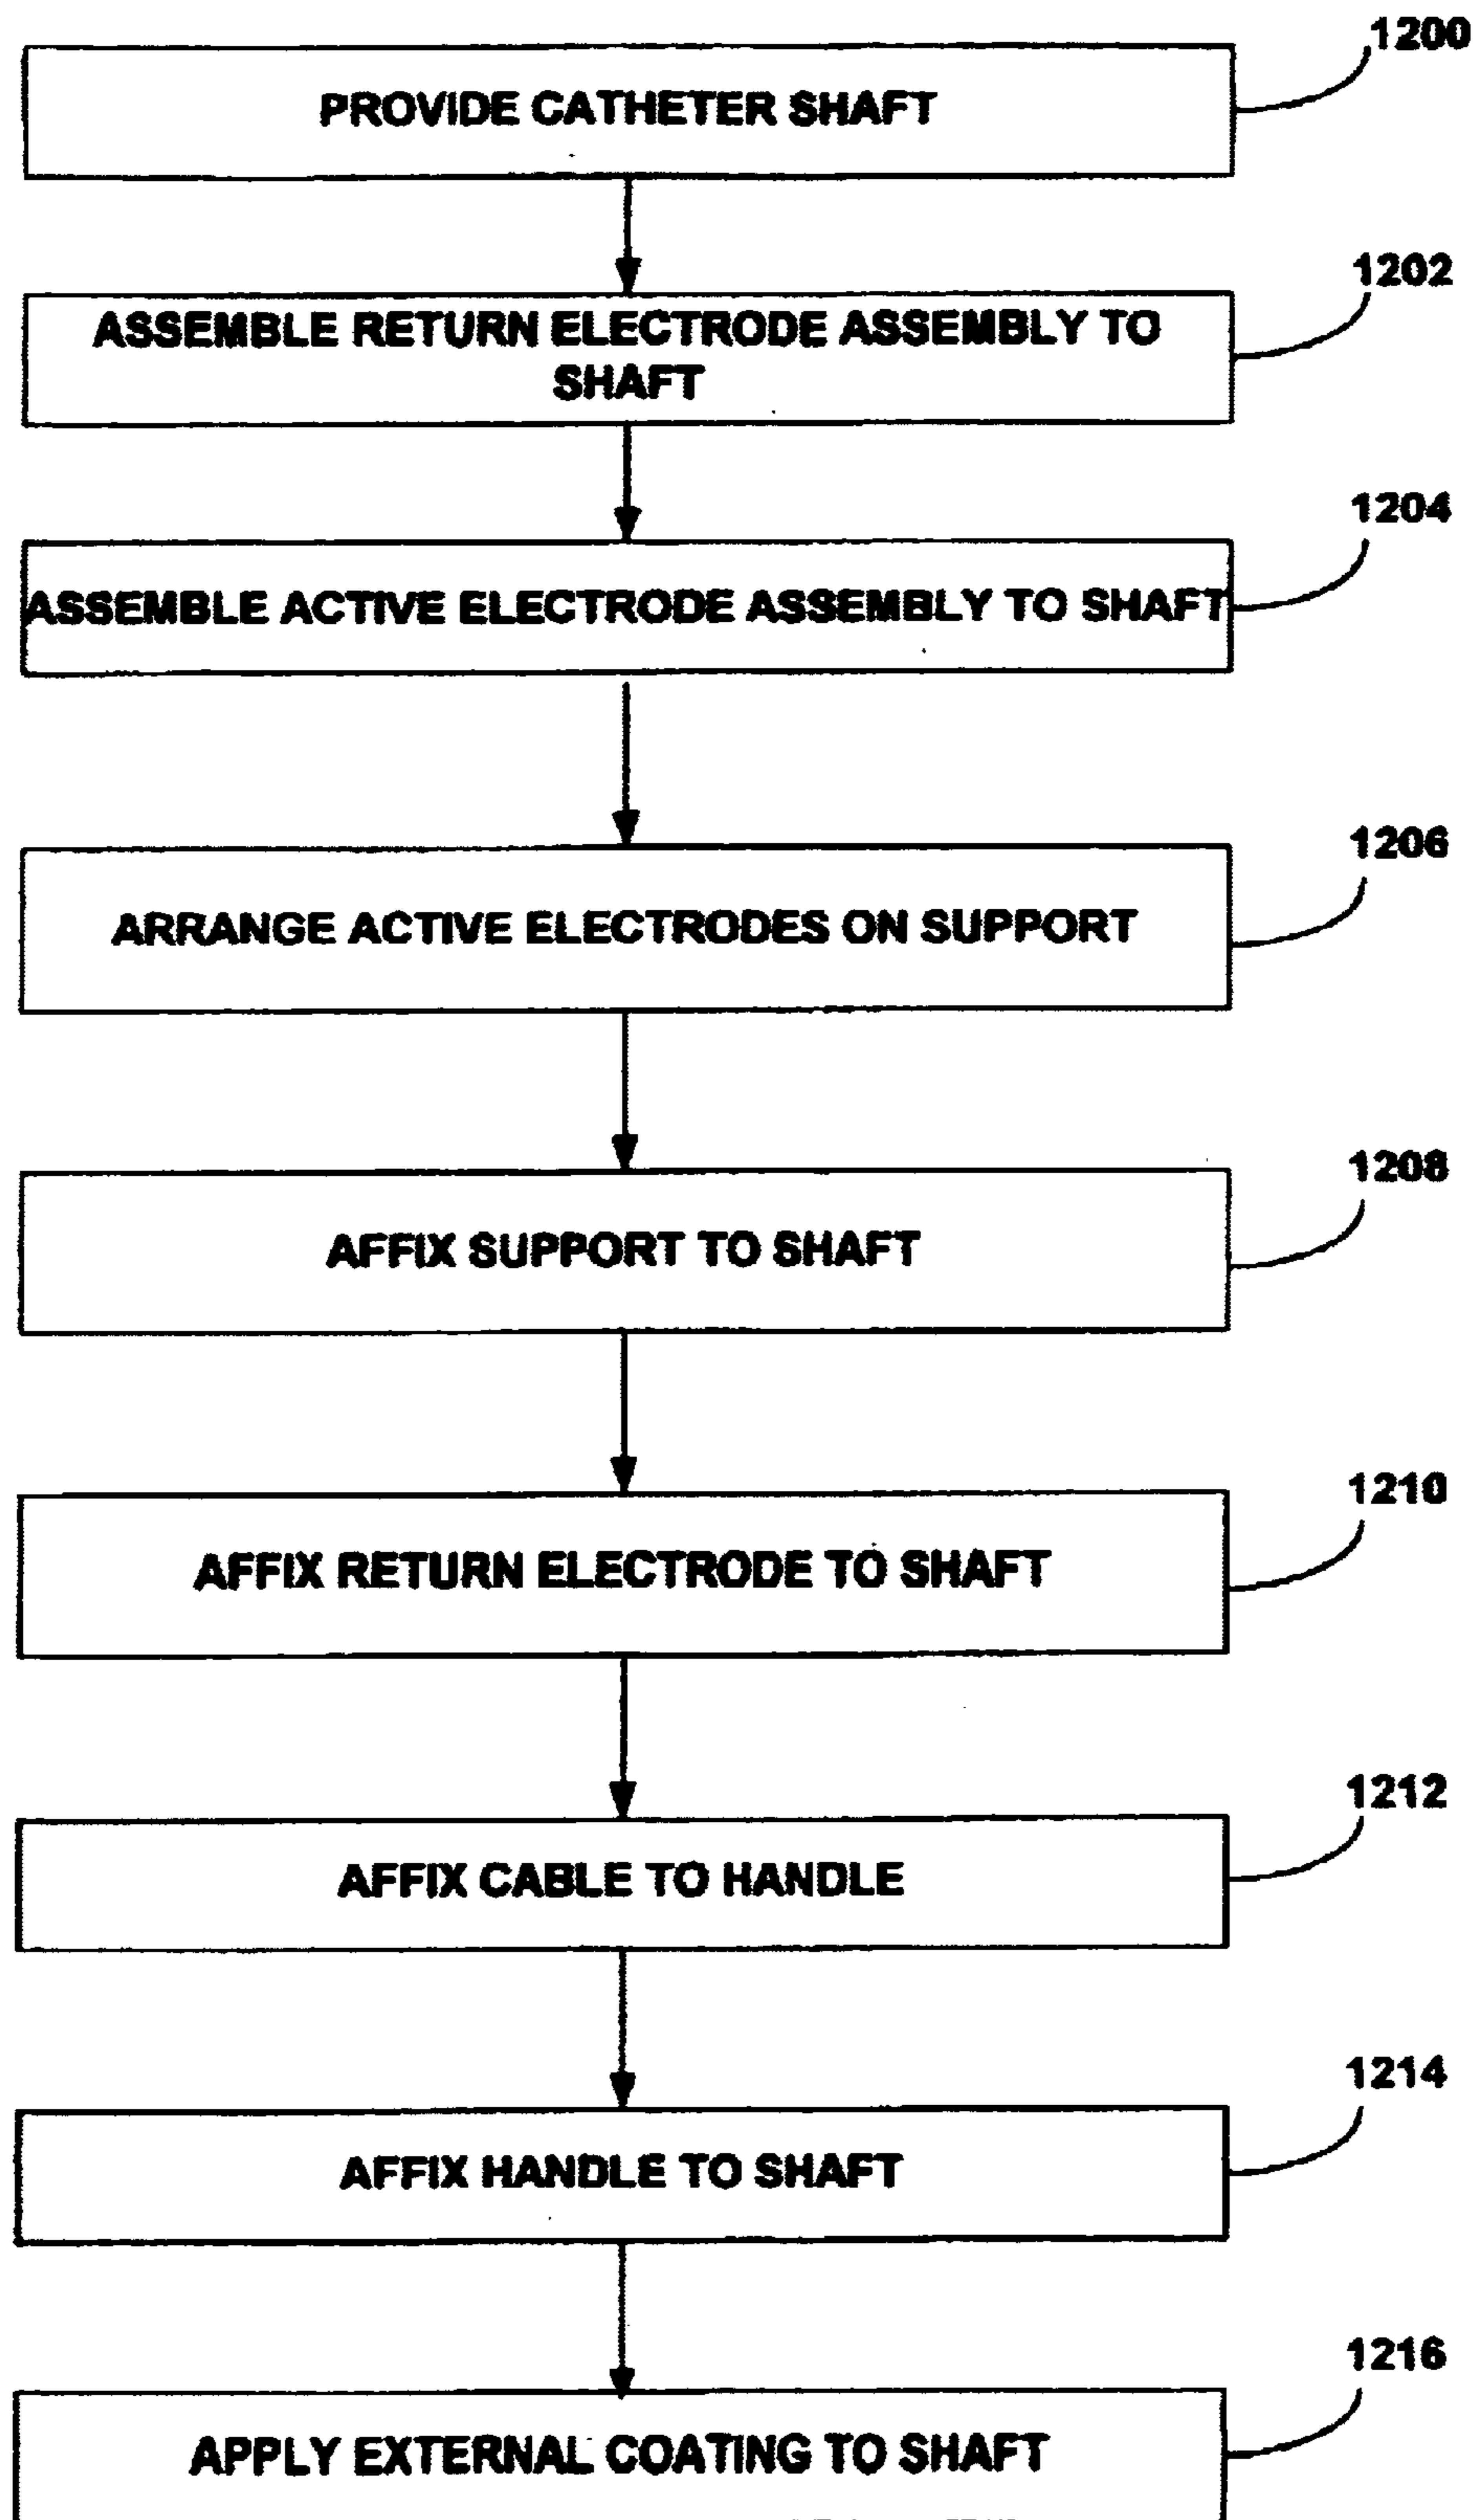 1200
PROVIDE CATHETER SHAFT
1202
ASSEMBLE RETURN ELECTRODE ASSEMBLY TO
SHAFT
1204
ASSEMBLE ACTIVE ELECTRODE ASSEMBLY TO SHAFT
1206
ARRANGE ACTIVE ELECTRODES ON SUPPORT
1208
AFFIX SUPPORT TO SHAFT
1210
AFFIX RETURN ELECTRODE TO SHAFT
1212
AFFIX CABLE TO HANDLE
1214
AFFIX HANDLE TO SHAFT
1216
APPLY EXTERNAL COATING TO SHAFT